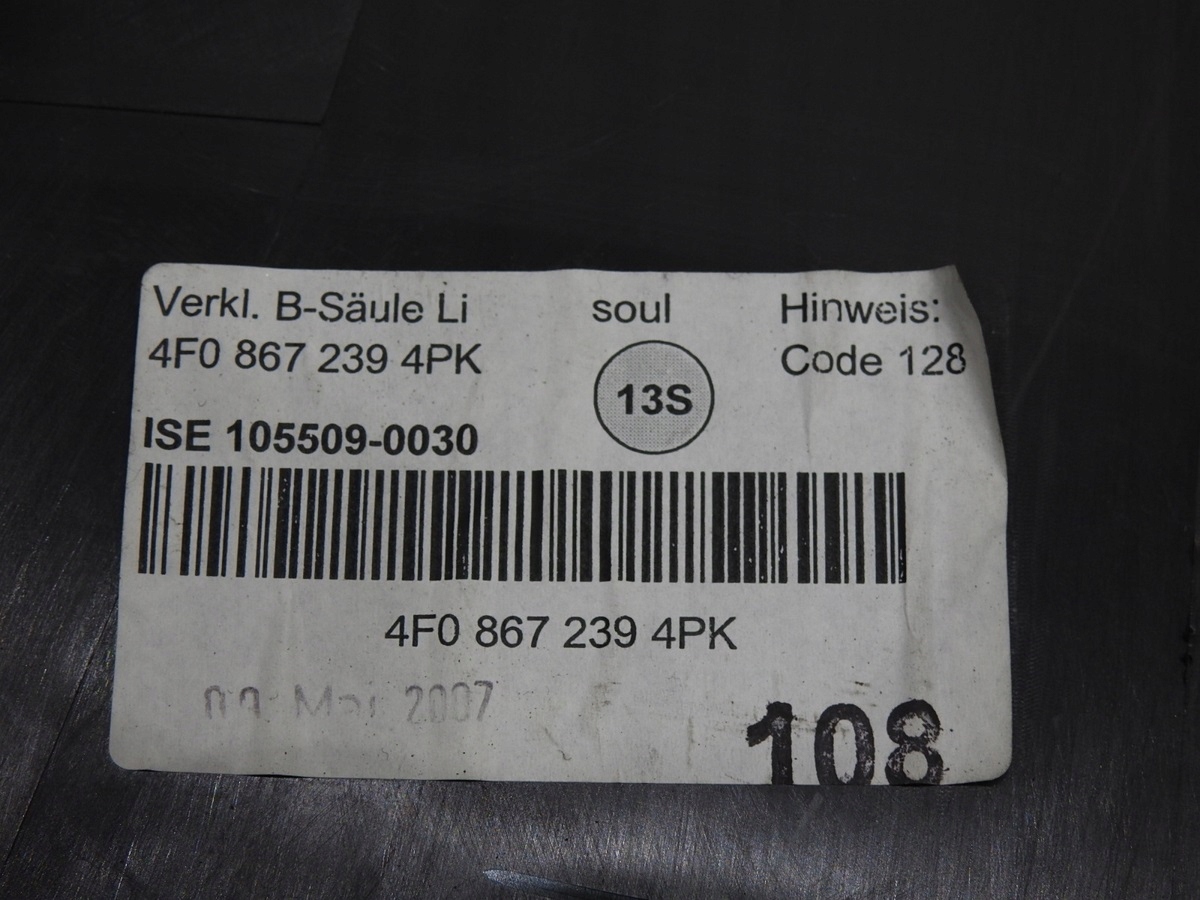 Verkl. B-Säule Li soul Hinweis:
4F0 867 239 4PK 13S Code 128
ISE 105509-0030
4F0 867 239 4PK
2007
108